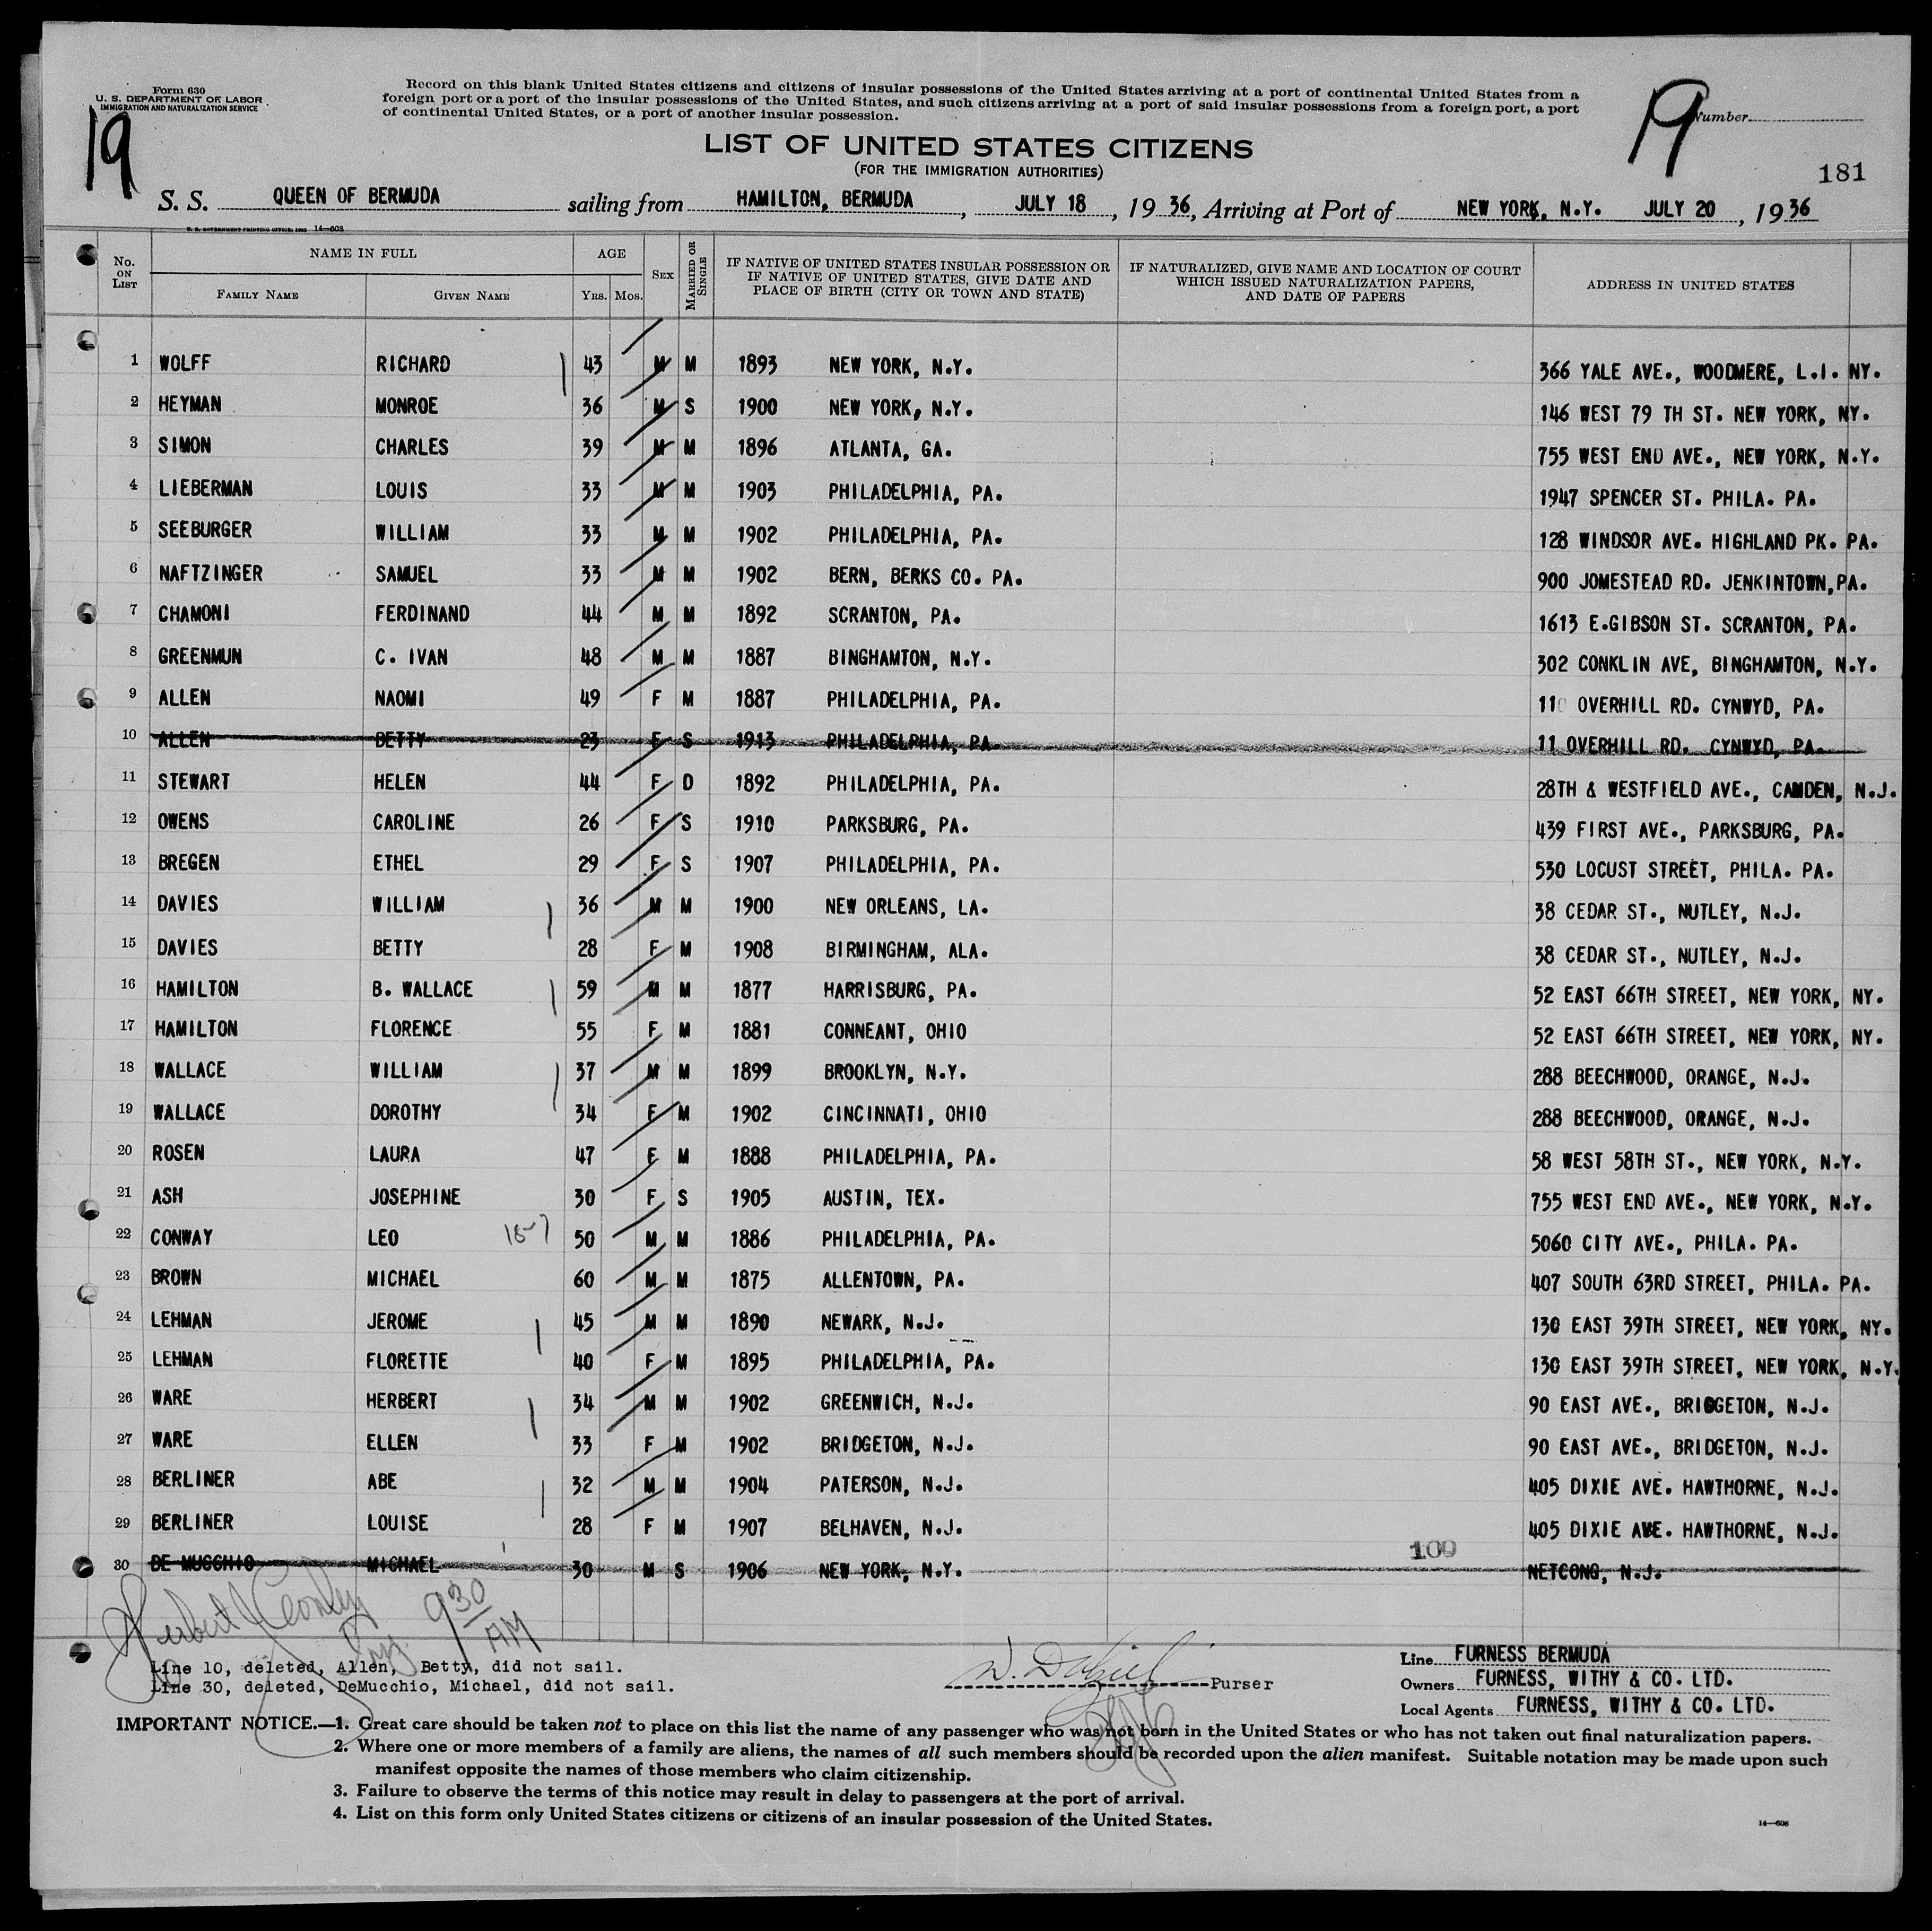 Form 630
U. S. DEPARTMENT OF LABOR
IMMIGRATION AND NATURALIZATION SERVICE
Record on this blank United States citizens and citizens of insular possessions of the United States arriving at a port of continental United States from a
foreign port or a port of the insular possessions of the United States, and such citizens arriving at a port of said insular possessions from a foreign port, a port
of continental United States, or a port of another insular possession.
19
19
Number
LIST OF UNITED STATES CITIZENS
(FOR THE IMMIGRATION AUTHORITIES)
181
S. S. QUEEN OF BERMUDA sailing from HAMILTON, BERMUDA, JULY 18, 1936, Arriving at Port of NEW YORK, N.Y. JULY 20, 1936
14—608
No. ON LIST NAME IN FULL AGE SEX MARRIED OR SINGLE IF NATIVE OF UNITED STATES INSULAR POSSESSION OR IF NATIVE OF UNITED STATES, GIVE DATE AND PLACE OF BIRTH (CITY OR TOWN AND STATE) IF NATURALIZED, GIVE NAME AND LOCATION OF COURT WHICH ISSUED NATURALIZATION PAPERS, AND DATE OF PAPERS ADDRESS IN UNITED STATES
FAMILY NAME GIVEN NAME YRS. MOS.
1 WOLFF RICHARD 43 M M 1893 NEW YORK, N.Y. 366 YALE AVE., WOODMERE, L.I. NY.
2 HEYMAN MONROE 36 M S 1900 NEW YORK, N.Y. 146 WEST 79 TH ST. NEW YORK, NY.
3 SIMON CHARLES 39 M M 1896 ATLANTA, GA. 755 WEST END AVE., NEW YORK, N.Y.
4 LIEBERMAN LOUIS 33 M M 1903 PHILADELPHIA, PA. 1947 SPENCER ST. PHILA. PA.
5 SEEBURGER WILLIAM 33 M M 1902 PHILADELPHIA, PA. 128 WINDSOR AVE. HIGHLAND PK. PA.
6 NAFTZINGER SAMUEL 33 M M 1902 BERN, BERKS CO. PA. 900 JOMESTEAD RD. JENKINTOWN, PA.
7 CHAMONI FERDINAND 44 M M 1892 SCRANTON, PA. 1613 E.GIBSON ST. SCRANTON, PA.
8 GREENMUN C. IVAN 48 M M 1887 BINGHAMTON, N.Y. 302 CONKLIN AVE, BINGHAMTON, N.Y.
9 ALLEN NAOMI 49 F M 1887 PHILADELPHIA, PA. 110 OVERHILL RD. CYNWYD, PA.
10 ALLEN BETTY 23 F S 1913 PHILADELPHIA, PA 11 OVERHILL RD. CYNWYD, PA.
11 STEWART HELEN 44 F D 1892 PHILADELPHIA, PA. 28TH & WESTFIELD AVE., CAMDEN, N.J.
12 OWENS CAROLINE 26 F S 1910 PARKSBURG, PA. 439 FIRST AVE., PARKSBURG, PA.
13 BREGEN ETHEL 29 F S 1907 PHILADELPHIA, PA. 530 LOCUST STREET, PHILA. PA.
14 DAVIES WILLIAM 36 M M 1900 NEW ORLEANS, LA. 38 CEDAR ST., NUTLEY, N.J.
15 DAVIES BETTY 28 F M 1908 BIRMINGHAM, ALA. 38 CEDAR ST., NUTLEY, N.J.
16 HAMILTON B. WALLACE 59 M M 1877 HARRISBURG, PA. 52 EAST 66TH STREET, NEW YORK, NY.
17 HAMILTON FLORENCE 55 F M 1881 CONNEANT, OHIO 52 EAST 66TH STREET, NEW YORK, NY.
18 WALLACE WILLIAM 37 M M 1899 BROOKLYN, N.Y. 288 BEECHWOOD, ORANGE, N.J.
19 WALLACE DOROTHY 34 F M 1902 CINCINNATI, OHIO 288 BEECHWOOD, ORANGE, N.J.
20 ROSEN LAURA 47 F M 1888 PHILADELPHIA, PA. 58 WEST 58TH ST., NEW YORK, N.Y.
21 ASH JOSEPHINE 30 F S 1905 AUSTIN, TEX. 755 WEST END AVE., NEW YORK, N.Y.
22 CONWAY LEO 50 M M 1886 PHILADELPHIA, PA. 5060 CITY AVE., PHILA. PA.
23 BROWN MICHAEL 60 M M 1875 ALLENTOWN, PA. 407 SOUTH 63RD STREET, PHILA. PA.
24 LEHMAN JEROME 45 M M 1890 NEWARK, N.J. 130 EAST 39TH STREET, NEW YORK, NY.
25 LEHMAN FLORETTE 40 F M 1895 PHILADELPHIA, PA. 130 EAST 39TH STREET, NEW YORK, N.Y.
26 WARE HERBERT 34 M M 1902 GREENWICH, N.J. 90 EAST AVE., BRIDGETON, N.J.
27 WARE ELLEN 33 F M 1902 BRIDGETON, N.J. 90 EAST AVE., BRIDGETON, N.J.
28 BERLINER ABE 32 M M 1904 PATERSON, N.J. 405 DIXIE AVE. HAWTHORNE, N.J.
29 BERLINER LOUISE 28 F M 1907 BELHAVEN, N.J. 405 DIXIE AVE. HAWTHORNE, N.J.
30 DE MUCCHIO MICHAEL 30 M S 1906 NEW YORK, N.Y. 100 NETCONG, N.J.
Herbert 9 30 AM
Line 10, deleted, Allen, Betty, did not sail.
Line 30, deleted, DeMucchio, Michael, did not sail.
Purser
Line FURNESS BERMUDA
Owners FURNESS, WITHY & CO. LTD.
Local Agents FURNESS, WITHY & CO. LTD.
IMPORTANT NOTICE.—1. Great care should be taken not to place on this list the name of any passenger who was not born in the United States or who has not taken out final naturalization papers.
2. Where one or more members of a family are aliens, the names of all such members should be recorded upon the alien manifest. Suitable notation may be made upon such
manifest opposite the names of those members who claim citizenship.
3. Failure to observe the terms of this notice may result in delay to passengers at the port of arrival.
4. List on this form only United States citizens or citizens of an insular possession of the United States.
14—608